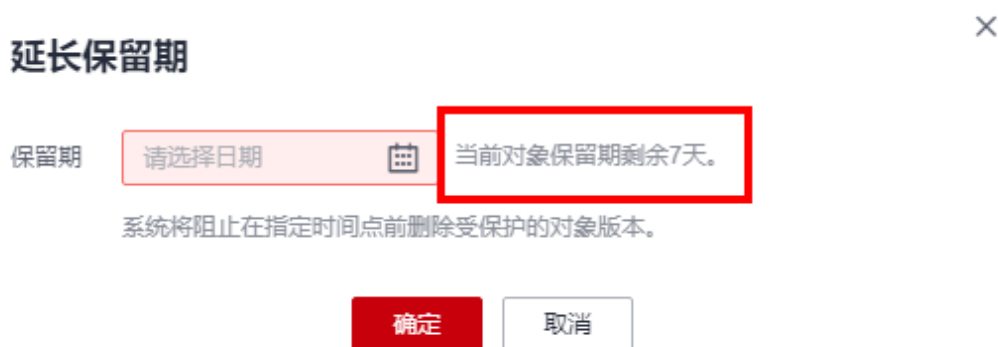 延长保留期
保留期 请选择日期 当前对象保留期剩余7天。
系统将阻止在指定时间点前删除受保护的对象版本。
确定 取消